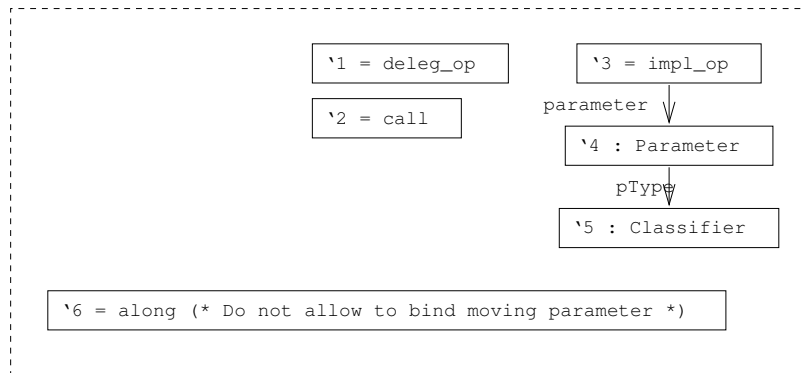 ‵1 = deleg_op
‵3 = impl_op
‵2 = call
parameter
‵4 : Parameter
pType
‵5 : Classifier
‵6 = along (* Do not allow to bind moving parameter *)